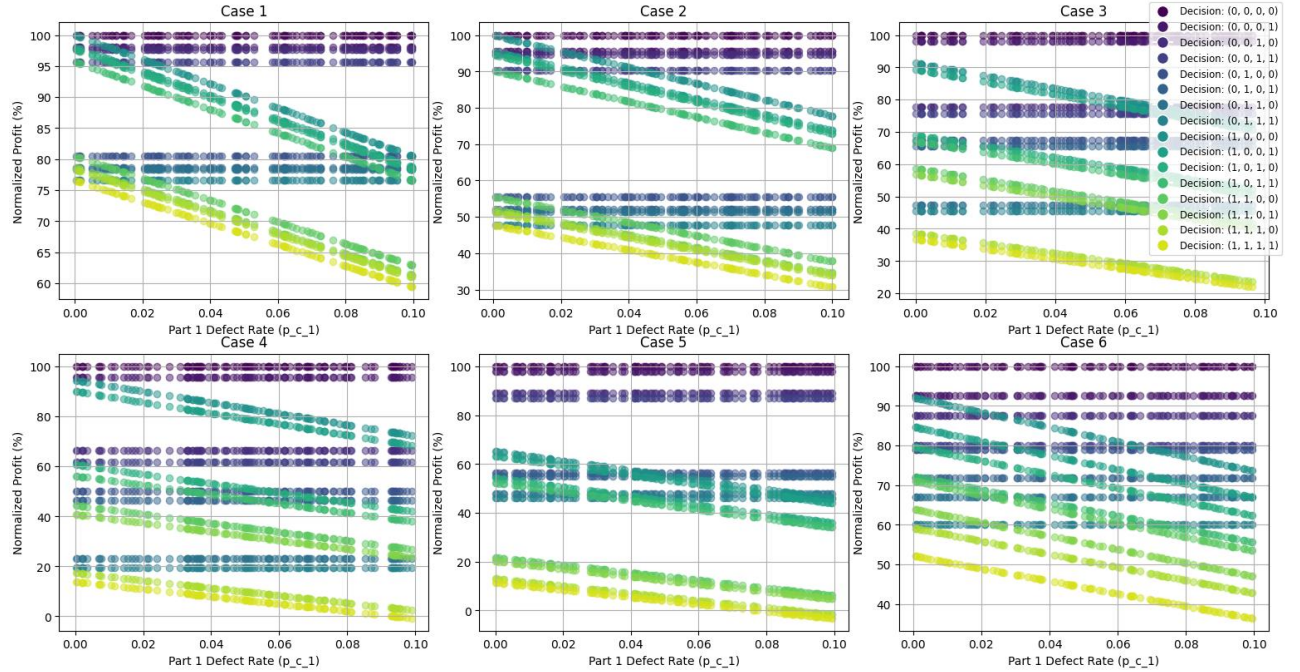 Case 1
Normalized Profit (%)
100
95
90
85
80
75
70
65
60
0.00 0.02 0.04 0.06 0.08 0.10
Part 1 Defect Rate (p_c_1)
Case 2
Normalized Profit (%)
100
90
80
70
60
50
40
30
0.00 0.02 0.04 0.06 0.08 0.10
Part 1 Defect Rate (p_c_1)
Case 3
Normalized Profit (%)
100
90
80
70
60
50
40
30
20
0.00 0.02 0.04 0.06 0.08 0.10
Part 1 Defect Rate (p_c_1)
Decision: (0, 0, 0, 0)
Decision: (0, 0, 0, 1)
Decision: (0, 0, 1, 0)
Decision: (0, 0, 1, 1)
Decision: (0, 1, 0, 0)
Decision: (0, 1, 0, 1)
Decision: (0, 1, 1, 0)
Decision: (0, 1, 1, 1)
Decision: (1, 0, 0, 0)
Decision: (1, 0, 0, 1)
Decision: (1, 0, 1, 0)
Decision: (1, 0, 1, 1)
Decision: (1, 1, 0, 0)
Decision: (1, 1, 0, 1)
Decision: (1, 1, 1, 0)
Decision: (1, 1, 1, 1)
Case 4
Normalized Profit (%)
100
80
60
40
20
0
0.00 0.02 0.04 0.06 0.08 0.10
Part 1 Defect Rate (p_c_1)
Case 5
Normalized Profit (%)
100
80
60
40
20
0
0.00 0.02 0.04 0.06 0.08 0.10
Part 1 Defect Rate (p_c_1)
Case 6
Normalized Profit (%)
100
90
80
70
60
50
40
0.00 0.02 0.04 0.06 0.08 0.10
Part 1 Defect Rate (p_c_1)